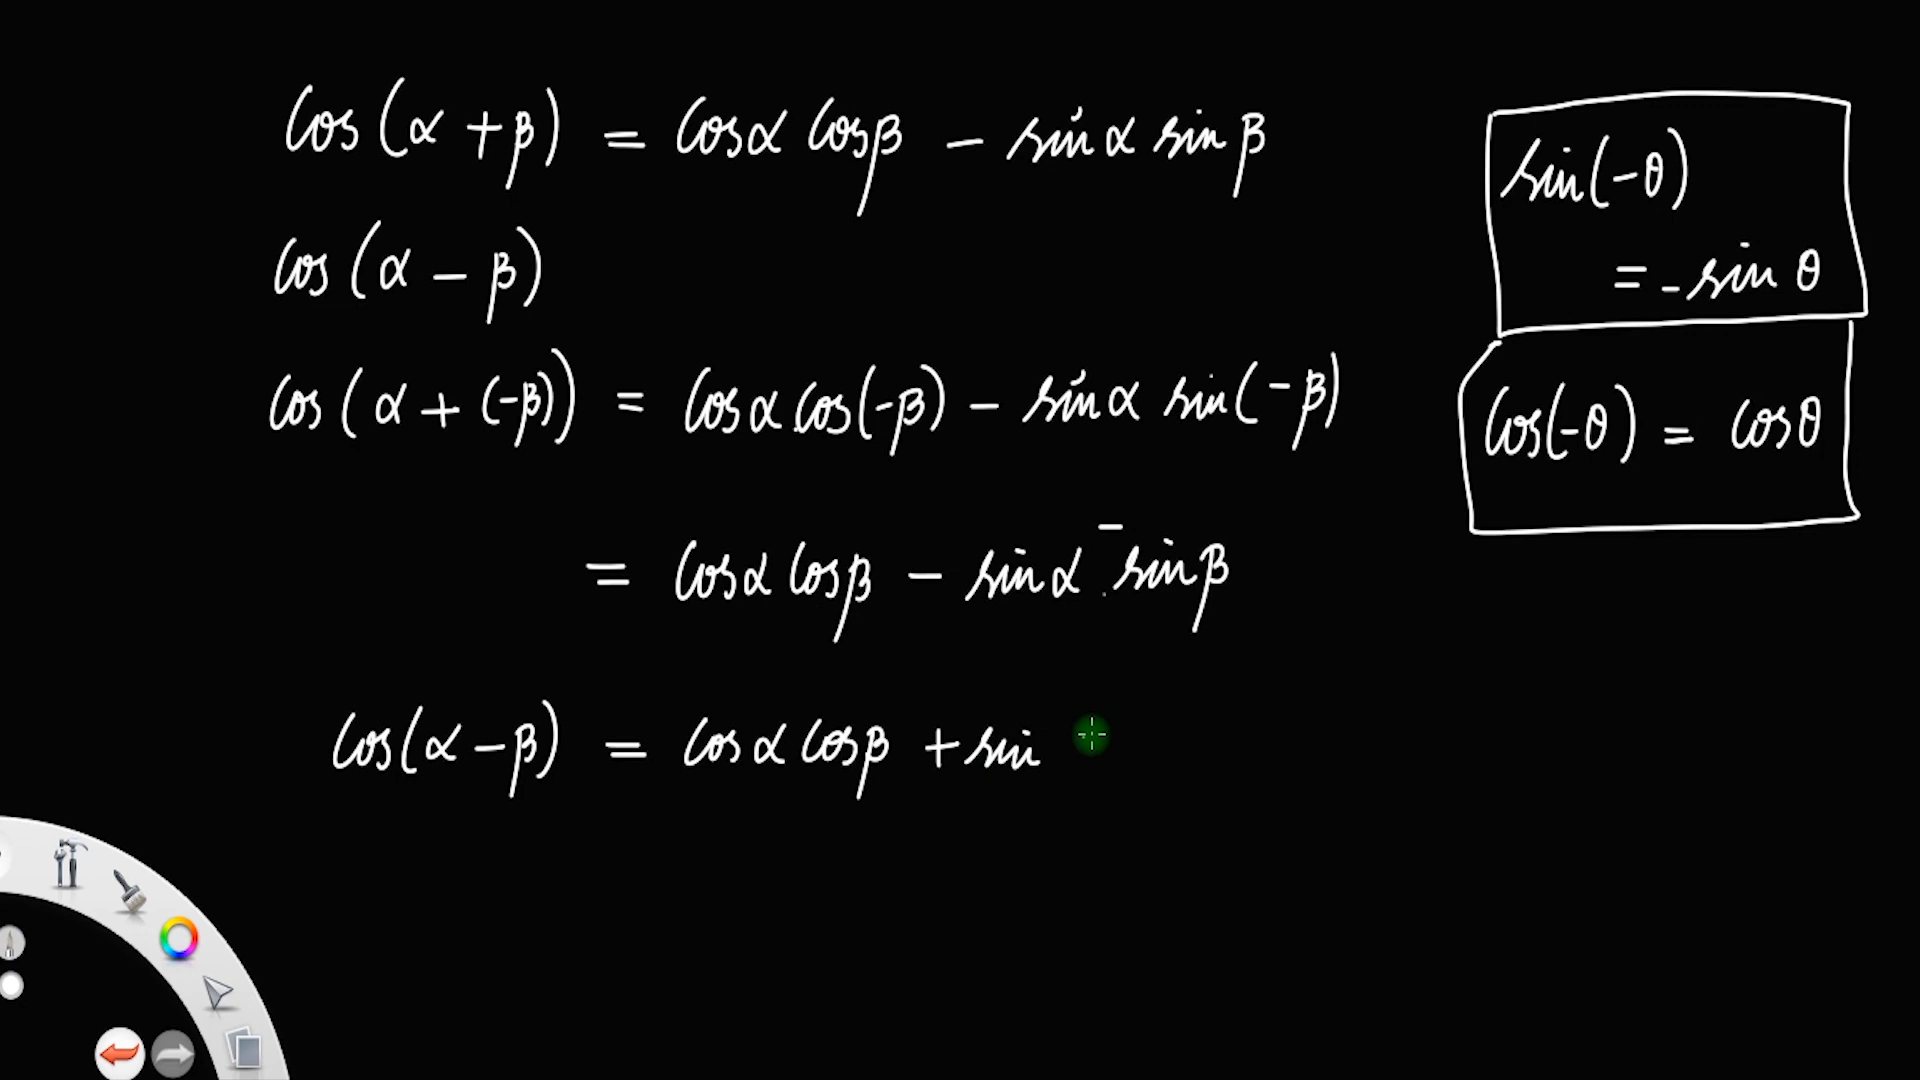 cos(α+β) = cosα cosβ - sinα sinβ
cos(α-β)
cos(α+(-β)) = cosα cos(-β) - sinα sin(-β)
= cosα cosβ - sinα - sinβ
cos(α-β) = cosα cosβ + sin
sin(-θ)
= -sin θ
cos(-θ) = cosθ